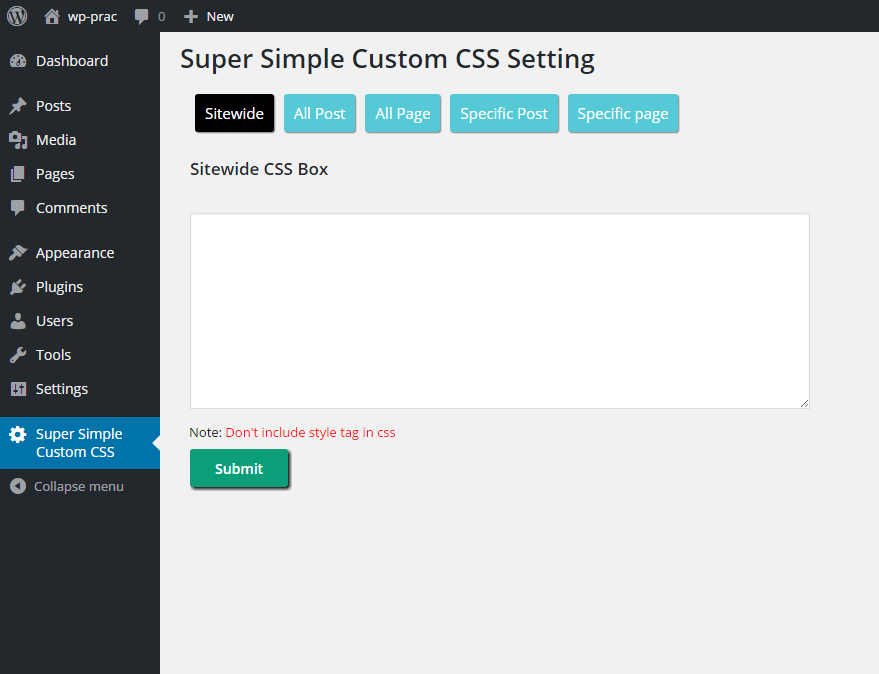 wp-prac 0 New
Dashboard
Posts
Media
Pages
Comments
Appearance
Plugins
Users
Tools
Settings
Super Simple
Custom CSS
Collapse menu
Super Simple Custom CSS Setting
Sitewide All Post All Page Specific Post Specific page
Sitewide CSS Box
Note: Don't include style tag in css
Submit